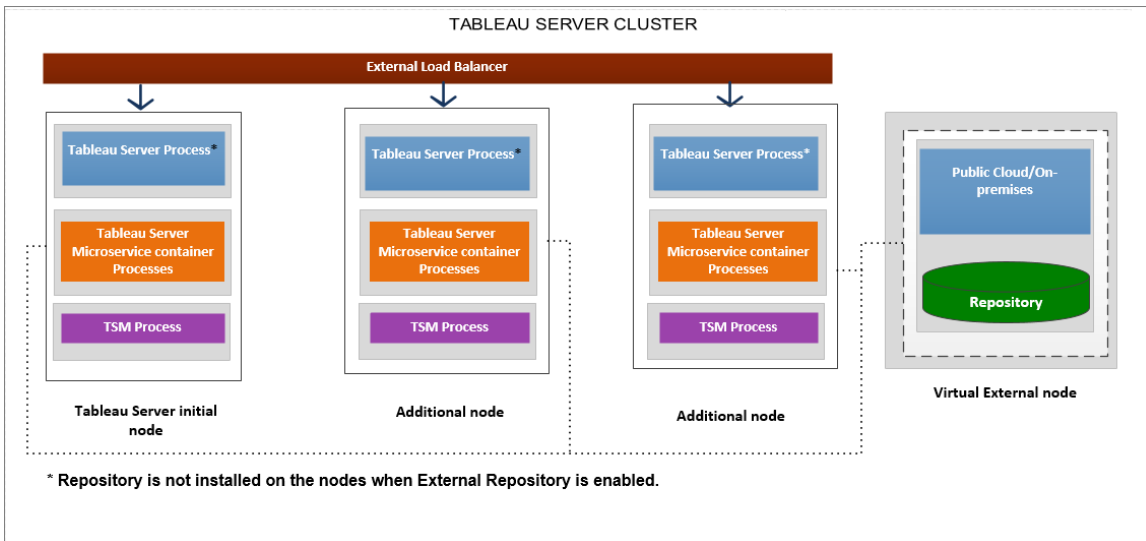 TABLEAU SERVER CLUSTER
External Load Balancer
Tableau Server Process*
Tableau Server
Microservice container
Processes
TSM Process
Tableau Server initial
node
Tableau Server Process*
Tableau Server
Microservice container
Processes
TSM Process
Additional node
Tableau Server Process*
Tableau Server
Microservice container
Processes
TSM Process
Additional node
Public Cloud/On-
premises
Repository
Virtual External node
* Repository is not installed on the nodes when External Repository is enabled.